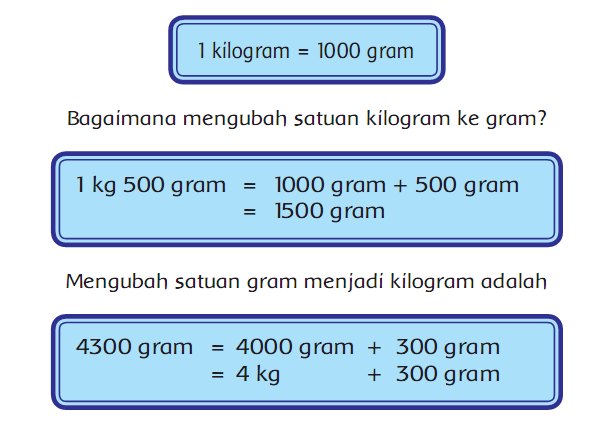 1 kilogram = 1000 gram
Bagaimana mengubah satuan kilogram ke gram?
1 kg 500 gram = 1000 gram + 500 gram
= 1500 gram
Mengubah satuan gram menjadi kilogram adalah
4300 gram = 4000 gram + 300 gram
= 4 kg + 300 gram